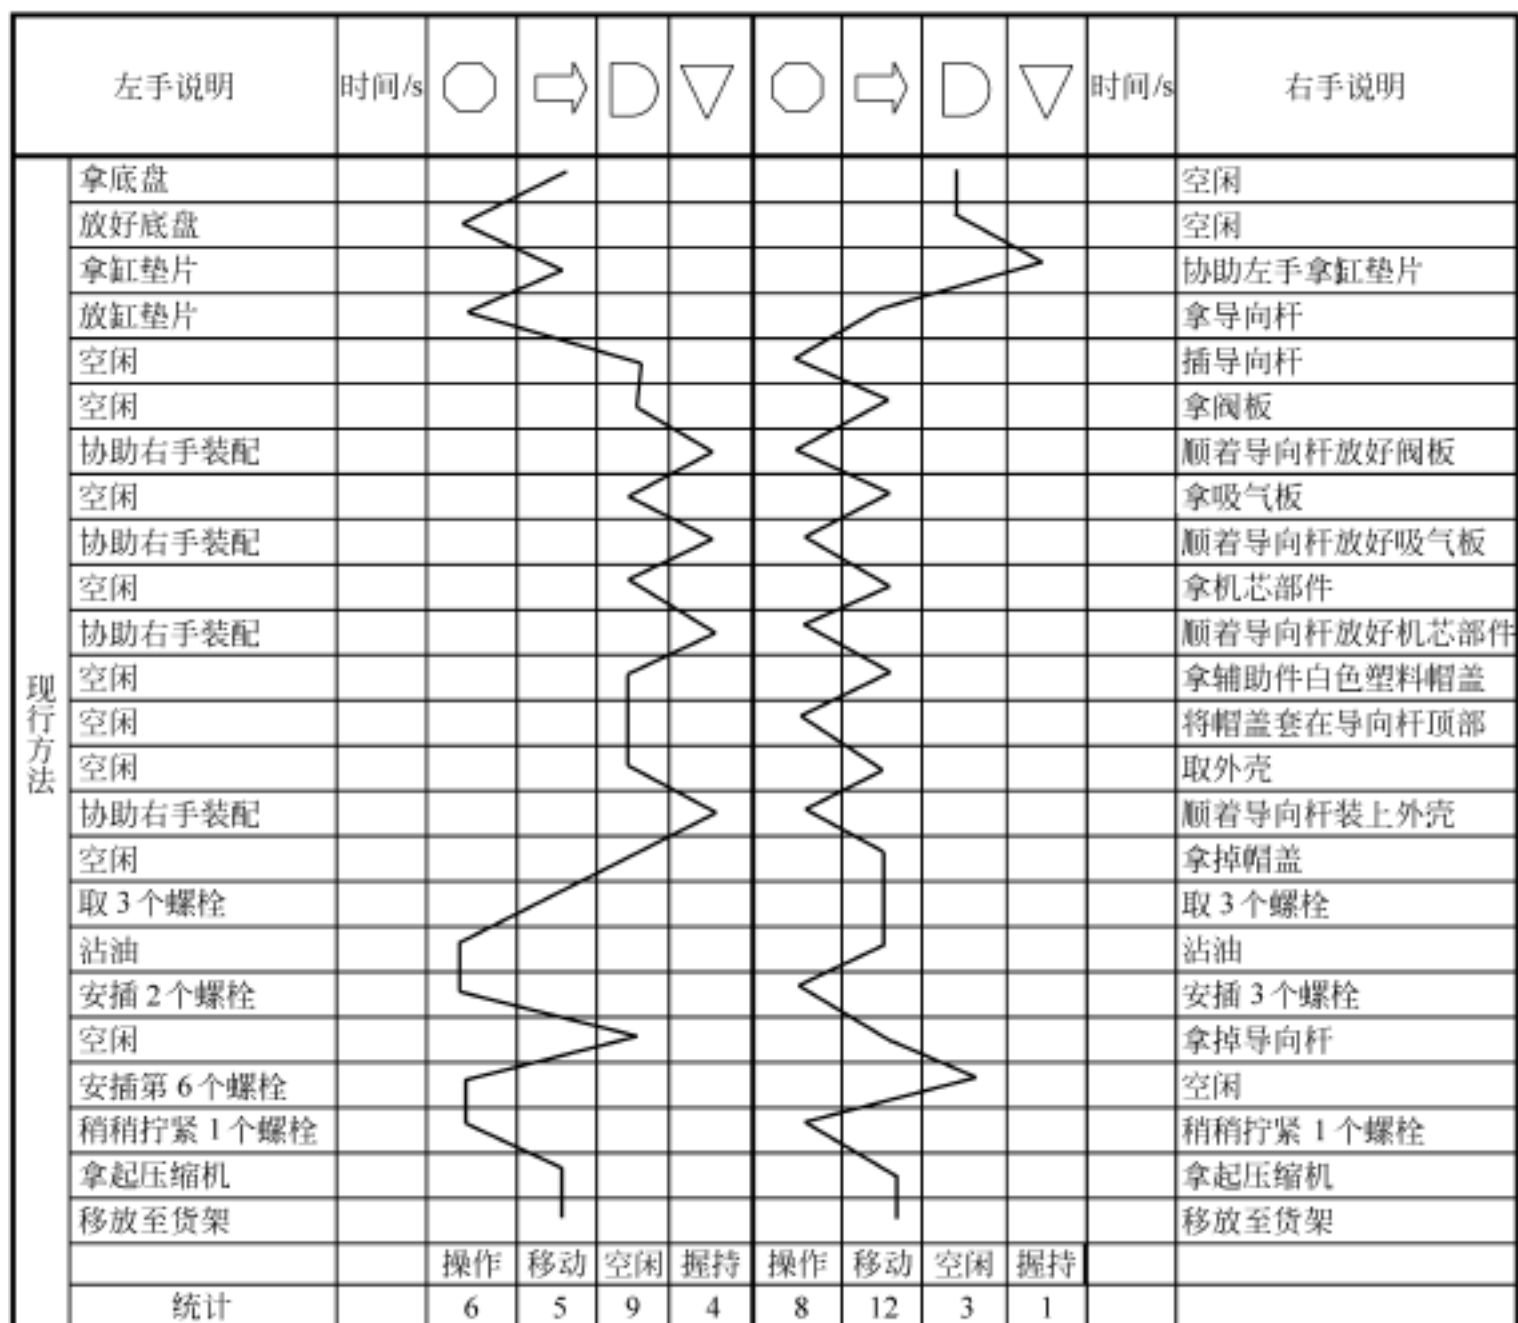 左手说明 时间/s 时间/s 右手说明
拿底盘 空闲
放好底盘 空闲
拿缸垫片 协助左手拿缸垫片
放缸垫片 拿导向杆
空闲 插导向杆
空闲 拿阀板
协助右手装配 顺着导向杆放好阀板
空闲 拿吸气板
协助右手装配 顺着导向杆放好吸气板
空闲 拿机芯部件
协助右手装配 顺着导向杆放好机芯部件
空闲 拿辅助件白色塑料帽盖
现行方法
空闲 将帽盖套在导向杆顶部
空闲 取外壳
协助右手装配 顺着导向杆装上外壳
空闲 拿掉帽盖
取 3 个螺栓 取 3 个螺栓
沾油 沾油
安插 2 个螺栓 安插 3 个螺栓
空闲 拿掉导向杆
安插第 6 个螺栓 空闲
稍稍拧紧 1 个螺栓 稍稍拧紧 1 个螺栓
拿起压缩机 拿起压缩机
移放至货架 移放至货架
操作 移动 空闲 握持 操作 移动 空闲 握持
统计 6 5 9 4 8 12 3 1